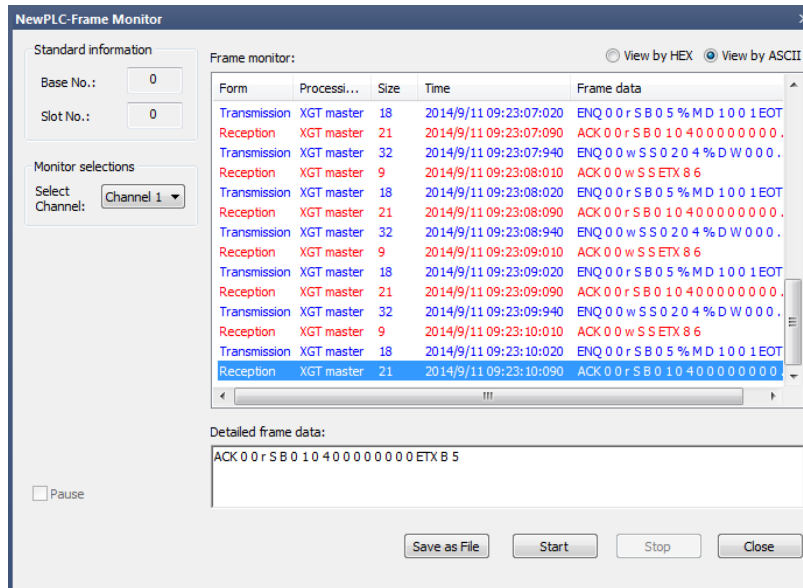 NewPLC-Frame Monitor
Standard information
Base No.: 0
Slot No.: 0
Monitor selections
Select Channel: Channel 1
Pause
Frame monitor:
View by HEX View by ASCII
Form Processi... Size Time Frame data
Transmission XGT master 18 2014/9/11 09:23:07:020 ENQ 0 0 r S B 0 5 % M D 1 0 0 1 EOT
Reception XGT master 21 2014/9/11 09:23:07:090 ACK 0 0 r S B 0 1 0 4 0 0 0 0 0 0 0 0 .
Transmission XGT master 32 2014/9/11 09:23:07:940 ENQ 0 0 w S S 0 2 0 4 % D W 0 0 0 .
Reception XGT master 9 2014/9/11 09:23:08:010 ACK 0 0 w S S ETX 8 6
Transmission XGT master 18 2014/9/11 09:23:08:020 ENQ 0 0 r S B 0 5 % M D 1 0 0 1 EOT
Reception XGT master 21 2014/9/11 09:23:08:090 ACK 0 0 r S B 0 1 0 4 0 0 0 0 0 0 0 0 .
Transmission XGT master 32 2014/9/11 09:23:08:940 ENQ 0 0 w S S 0 2 0 4 % D W 0 0 0 .
Reception XGT master 9 2014/9/11 09:23:09:010 ACK 0 0 w S S ETX 8 6
Transmission XGT master 18 2014/9/11 09:23:09:020 ENQ 0 0 r S B 0 5 % M D 1 0 0 1 EOT
Reception XGT master 21 2014/9/11 09:23:09:090 ACK 0 0 r S B 0 1 0 4 0 0 0 0 0 0 0 0 .
Transmission XGT master 32 2014/9/11 09:23:09:940 ENQ 0 0 w S S 0 2 0 4 % D W 0 0 0 .
Reception XGT master 9 2014/9/11 09:23:10:010 ACK 0 0 w S S ETX 8 6
Transmission XGT master 18 2014/9/11 09:23:10:020 ENQ 0 0 r S B 0 5 % M D 1 0 0 1 EOT
Reception XGT master 21 2014/9/11 09:23:10:090 ACK 0 0 r S B 0 1 0 4 0 0 0 0 0 0 0 0 .
Detailed frame data:
ACK 0 0 r S B 0 1 0 4 0 0 0 0 0 0 0 0 ETX B 5
Save as File Start Stop Close